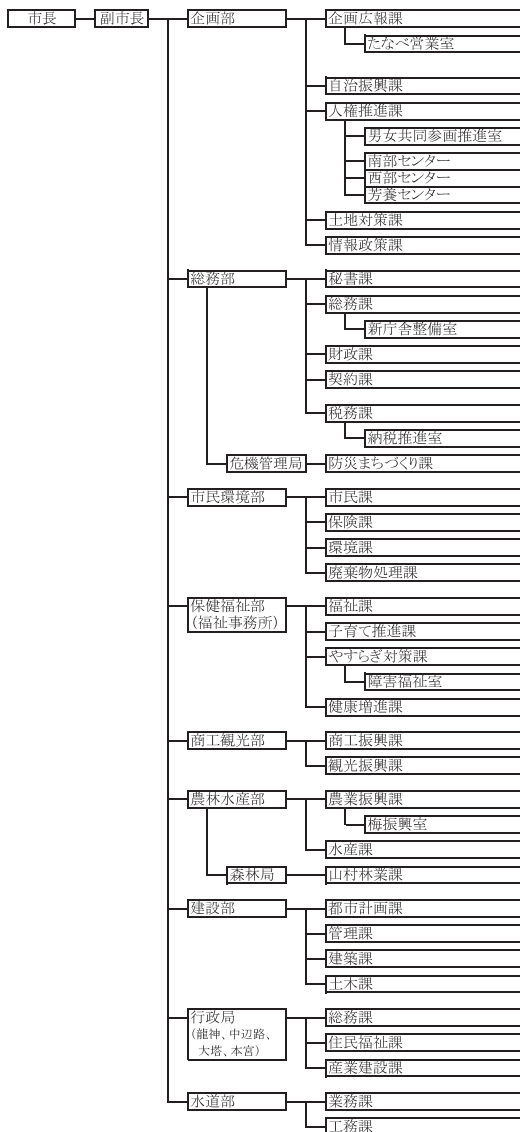 市長
副市長
企画部
企画広報課
たなべ営業室
自治振興課
人権推進課
男女共同参画推進室
南部センター
西部センター
芳養センター
土地対策課
情報政策課
総務部
秘書課
総務課
新庁舎整備室
財政課
契約課
税務課
納税推進室
危機管理局
防災まちづくり課
市民環境部
市民課
保険課
環境課
廃棄物処理課
保健福祉部
（福祉事務所）
福祉課
子育て推進課
やすらぎ対策課
障害福祉室
健康増進課
商工観光部
商工振興課
観光振興課
農林水産部
農業振興課
梅振興室
水産課
森林局
山村林業課
建設部
都市計画課
管理課
建築課
土木課
行政局
（龍神、中辺路、
大塔、本宮）
総務課
住民福祉課
産業建設課
水道部
業務課
工務課